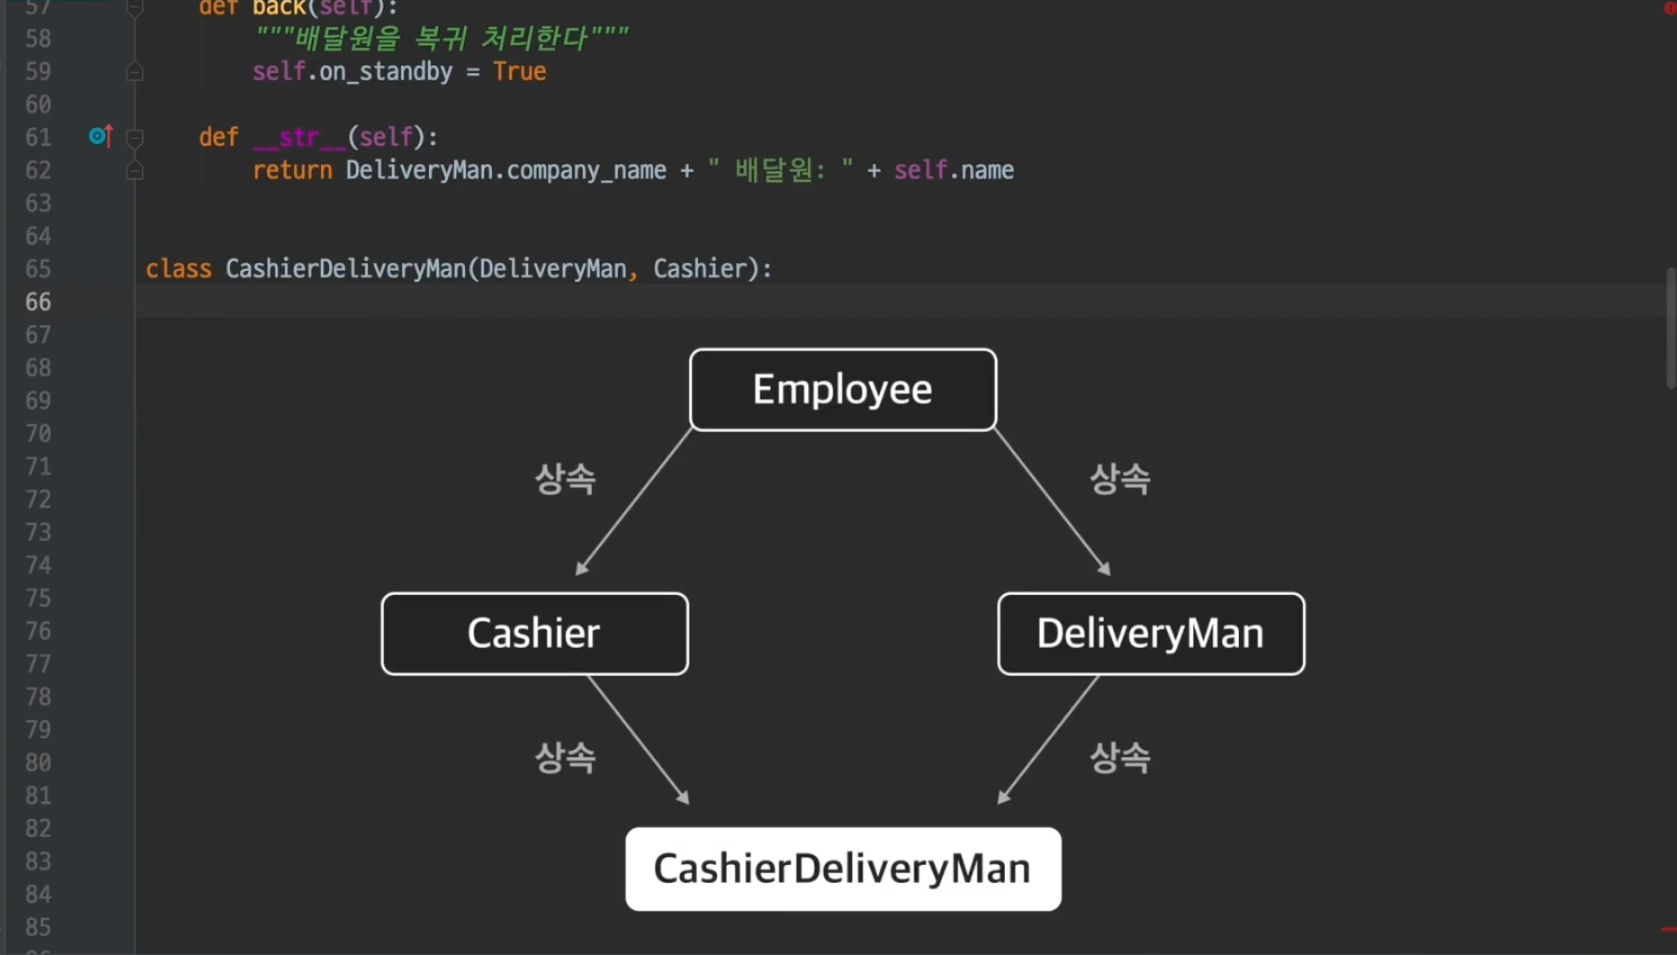 57 def back(self):
58 """배달원을 복귀 처리한다"""
59 self.on_standby = True
60
61 def __str__(self):
62 return DeliveryMan.company_name + " 배달원: " + self.name
63
64
65 class CashierDeliveryMan(DeliveryMan, Cashier):
66
67
68
Employee
69
70
71
상속 상속
72
73
74
75
76
Cashier DeliveryMan
77
78
79
80
상속 상속
81
82
83
CashierDeliveryMan
84
85